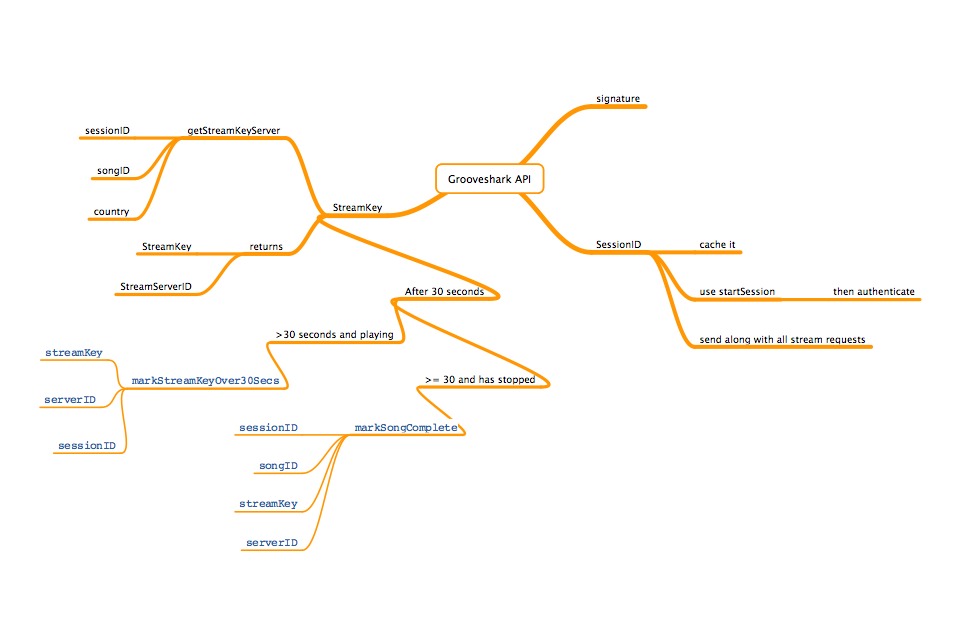 Grooveshark API
signature
SessionID
cache it
use startSession
then authenticate
send along with all stream requests
StreamKey
getStreamKeyServer
sessionID
songID
country
returns
StreamKey
StreamServerID
After 30 seconds
>30 seconds and playing
markStreamKeyOver30Secs
streamKey
serverID
sessionID
>= 30 and has stopped
markSongComplete
sessionID
songID
streamKey
serverID